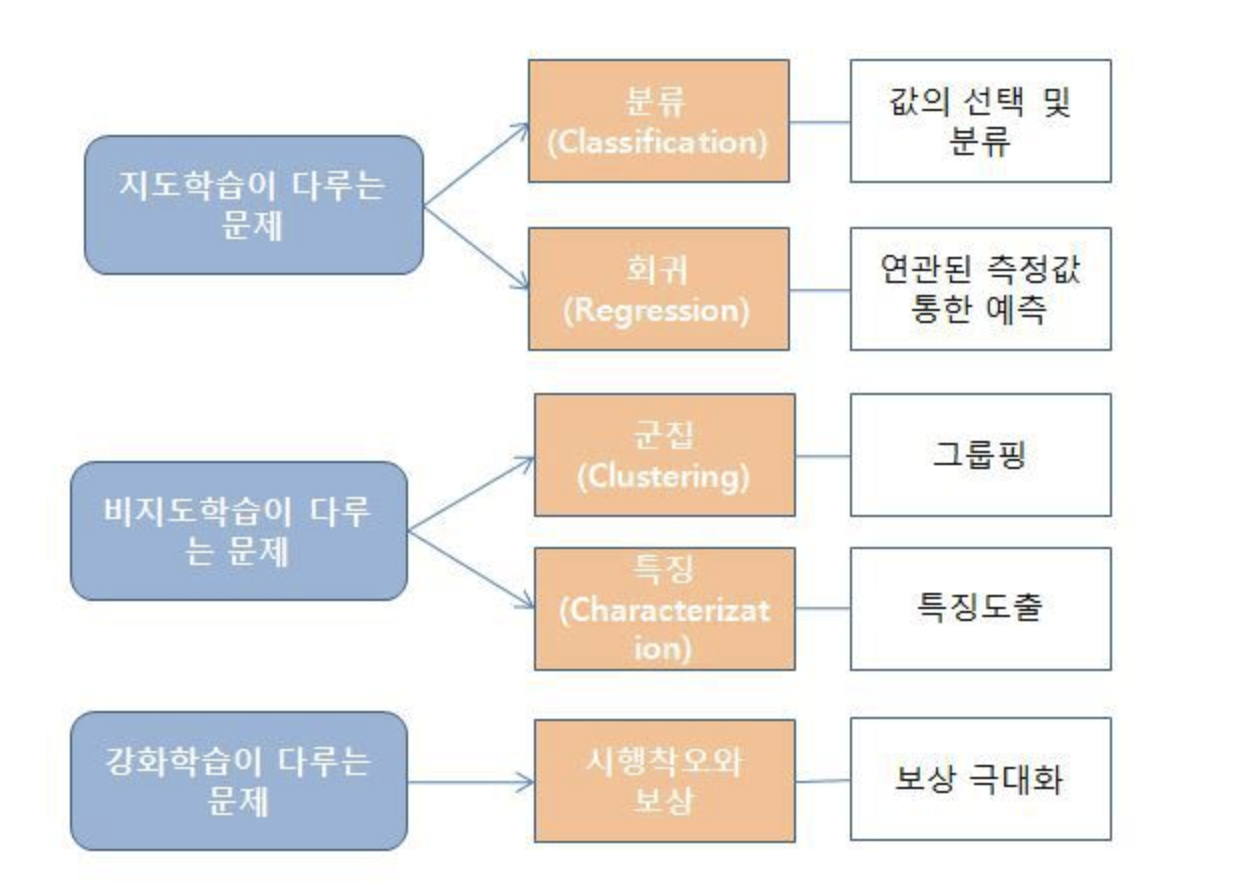 지도학습이 다루는
문제
분류
(Classification)
값의 선택 및
분류
회귀
(Regression)
연관된 측정값
통한 예측
비지도학습이 다루
는 문제
군집
(Clustering)
그룹핑
특징
(Characterizat
ion)
특징도출
강화학습이 다루는
문제
시행착오와
보상
보상 극대화